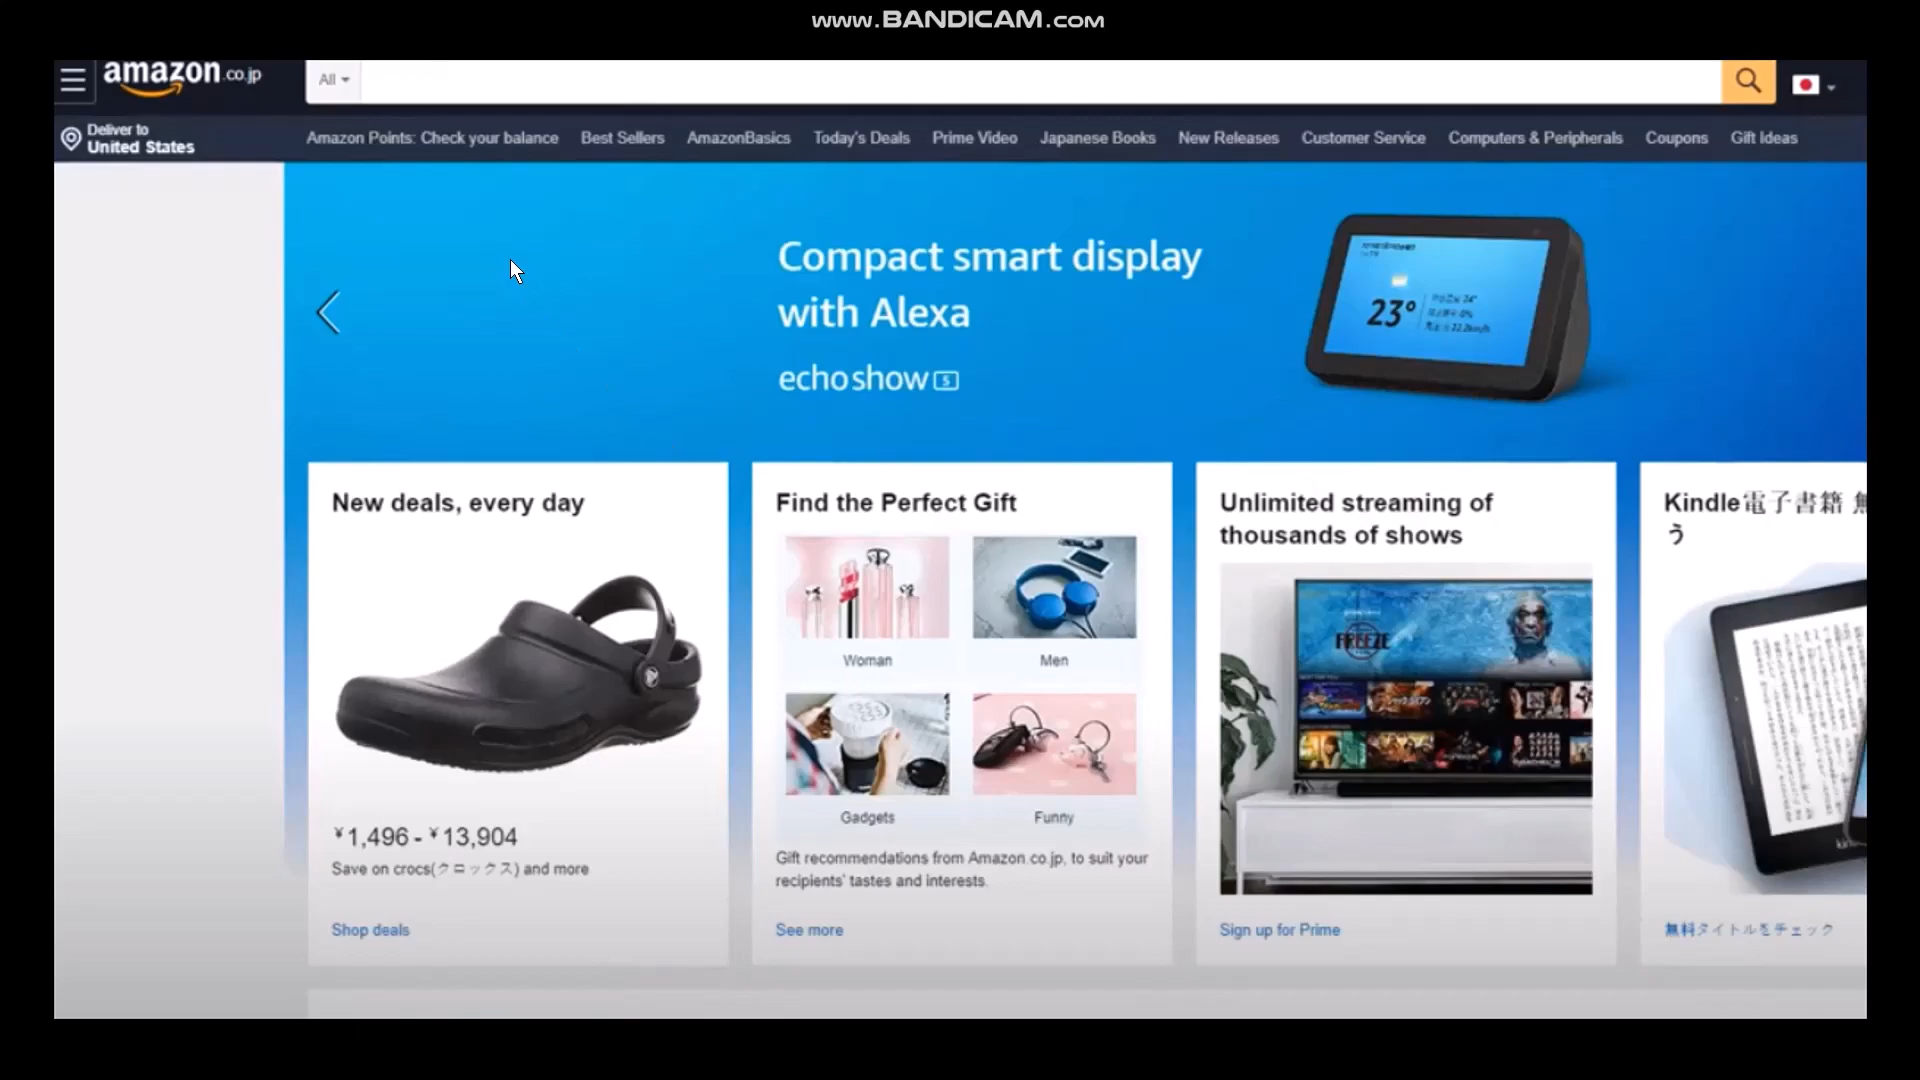 www.BANDICAM.com
amazon.co.jp
All
Deliver to
United States
Amazon Points: Check your balance Best Sellers AmazonBasics Today's Deals Prime Video Japanese Books New Releases Customer Service Computers & Peripherals Coupons Gift Ideas
Compact smart display
with Alexa
echo show 5
23°
New deals, every day
¥1,496 - ¥13,904
Save on crocs(クロックス) and more
Shop deals
Find the Perfect Gift
Woman
Men
Gadgets
Funny
Gift recommendations from Amazon.co.jp, to suit your
recipients' tastes and interests.
See more
Unlimited streaming of
thousands of shows
FREEZE
Sign up for Prime
Kindle電子書籍 無
う
無料タイトルをチェック